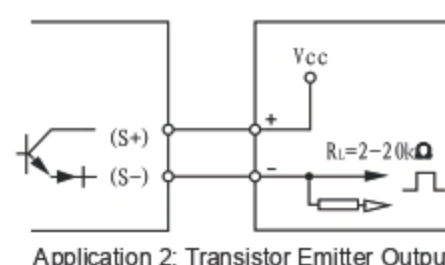 Vcc
(S+)
+
RL=2-20kΩ
(S-)
-
Application 2: Transistor Emitter Outpu